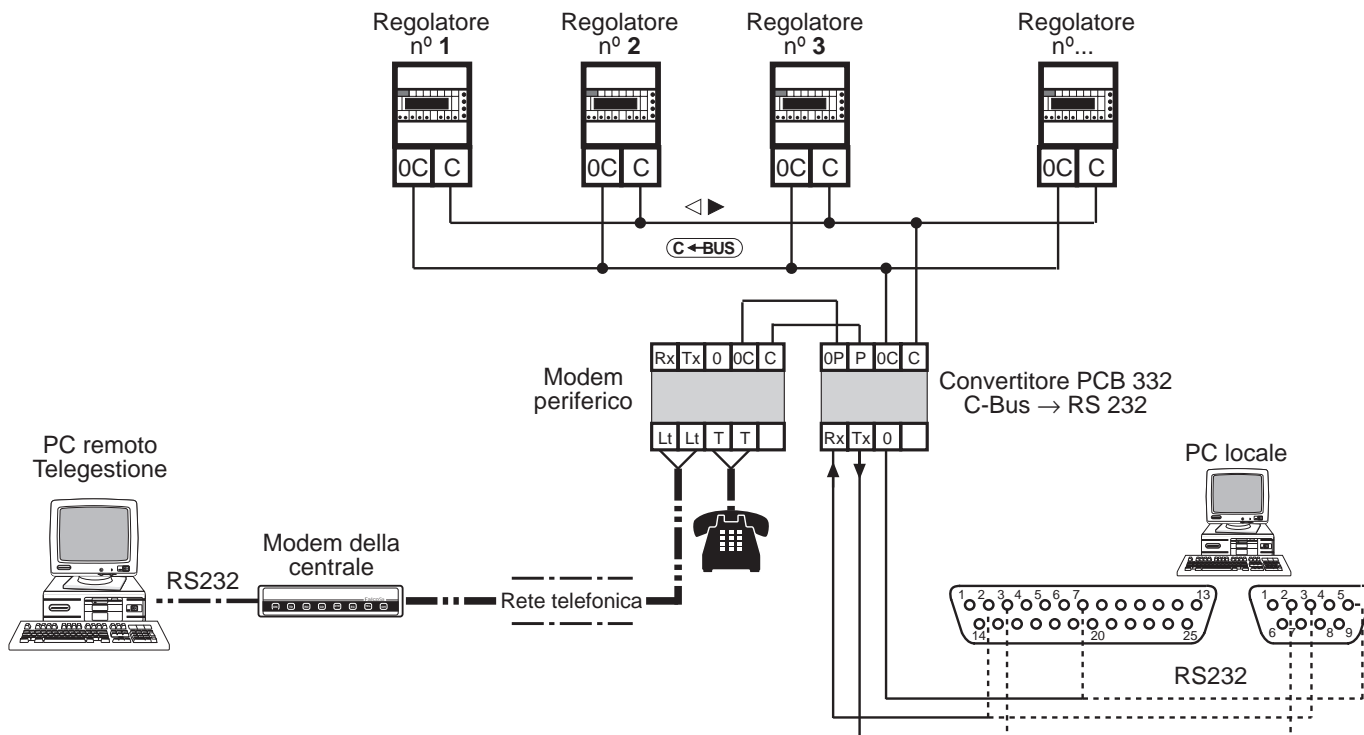 Regolatore
nº 1
Regolatore
nº 2
Regolatore
nº 3
Regolatore
nº...
0C C
0C C
0C C
0C C
C BUS
Rx Tx 0 0C C
0P P 0C C
Modem
periferico
Convertitore PCB 332
C-Bus → RS 232
Lt Lt T T
Rx Tx 0
PC remoto
Telegestione
PC locale
Modem della
centrale
RS232
Rete telefonica
1 2 3 4 5 6 7 13
14 20 25
1 2 3 4 5
6 7 8 9
RS232